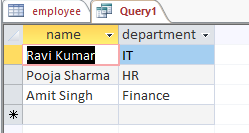 employee Query1
name department
Ravi Kumar IT
Pooja Sharma HR
Amit Singh Finance